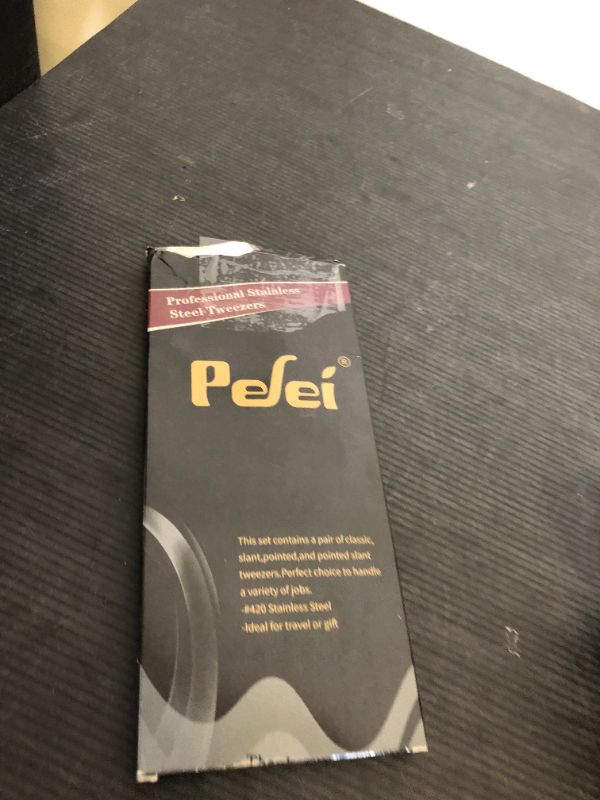 Professional Stainless
Steel Tweezers
Pefei®
This set contains a pair of classic,
slant,pointed,and pointed slant
tweezers.Perfect choice to handle
a variety of jobs.
-#420 Stainless Steel
-Ideal for travel or gift